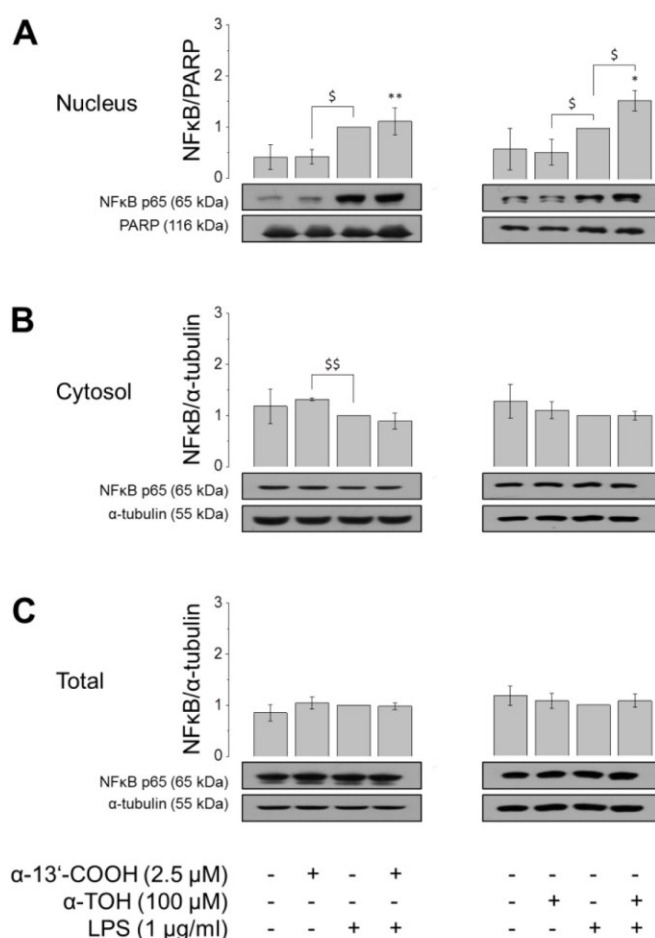 A
Nucleus
NFκB/PARP
3
2
1
0
$
**
$
$
*
NFκB p65 (65 kDa)
PARP (116 kDa)
B
Cytosol
NFκB/α-tubulin
3
2
1
0
$$
NFκB p65 (65 kDa)
α-tubulin (55 kDa)
C
Total
NFκB/α-tubulin
3
2
1
0
NFκB p65 (65 kDa)
α-tubulin (55 kDa)
α-13‘-COOH (2.5 µM) - + - + 
α-TOH (100 µM) - - - - - + - +
LPS (1 µg/ml) - - + + - - + +